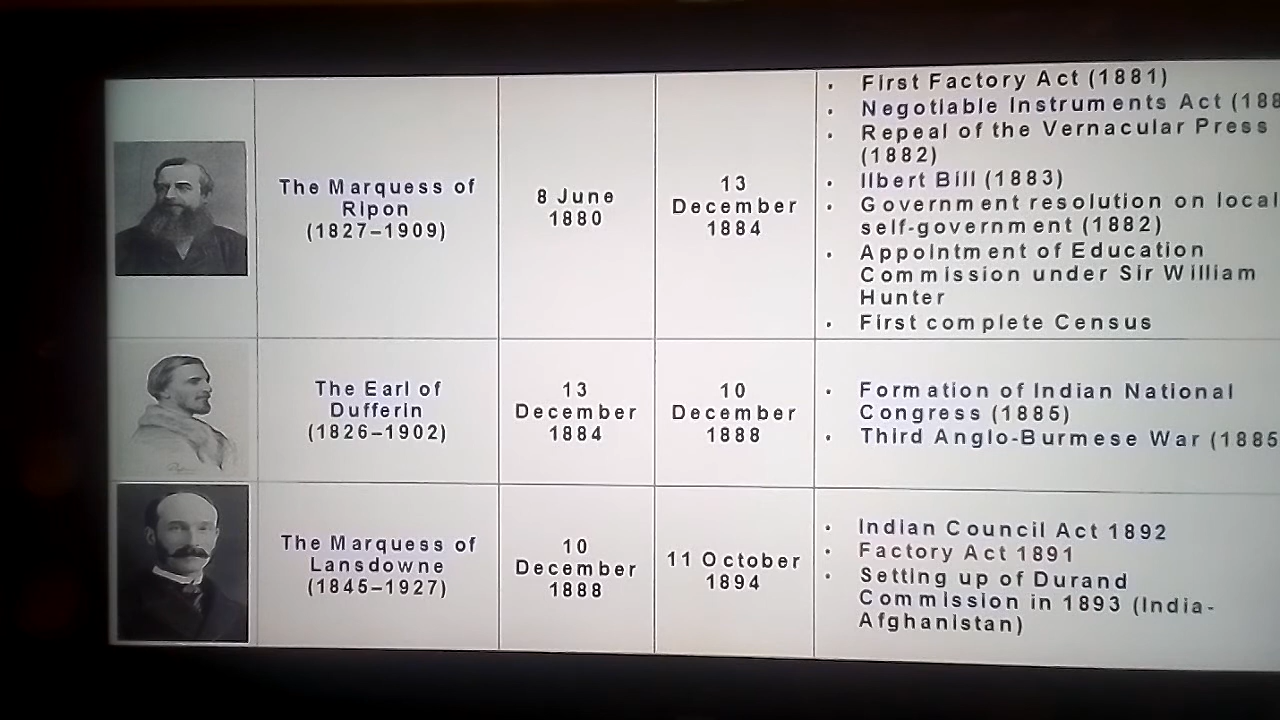 The Marquess of
Ripon
(1827–1909)
8 June
1880
13
December
1884
• First Factory Act (1881)
• Negotiable Instruments Act (188
• Repeal of the Vernacular Press
(1882)
• Ilbert Bill (1883)
• Government resolution on local
self-government (1882)
• Appointment of Education
Commission under Sir William
Hunter
• First complete Census
The Earl of
Dufferin
(1826–1902)
13
December
1884
10
December
1888
• Formation of Indian National
Congress (1885)
• Third Anglo-Burmese War (1885
The Marquess of
Lansdowne
(1845–1927)
10
December
1888
11 October
1894
• Indian Council Act 1892
• Factory Act 1891
• Setting up of Durand
Commission in 1893 (India-
Afghanistan)